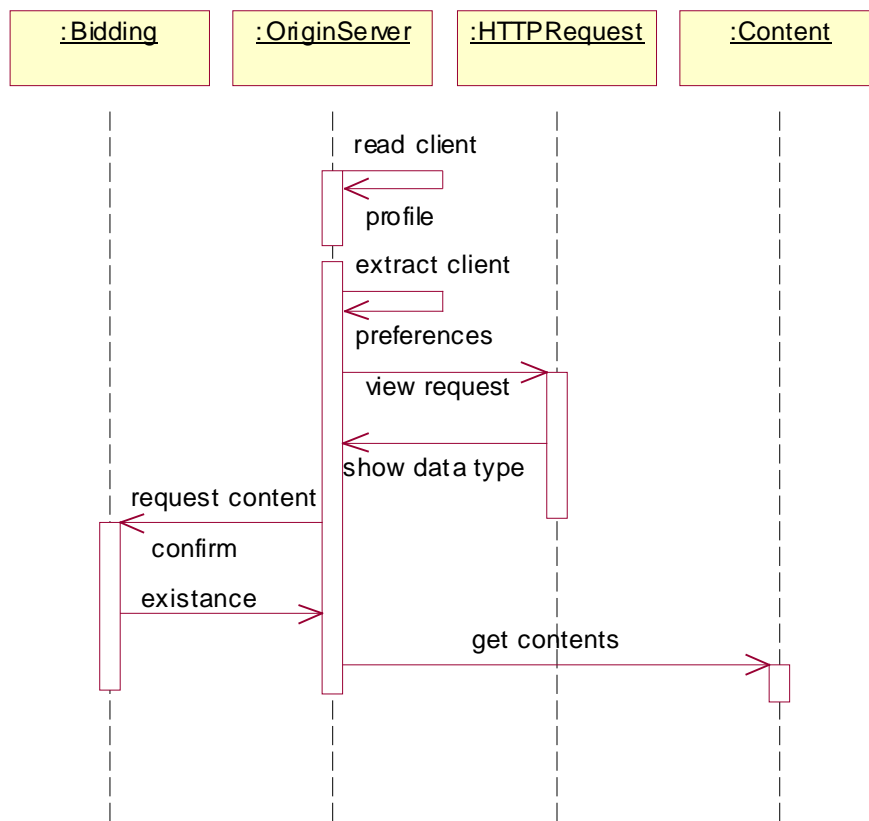 :Bidding
:OriginServer
:HTTPRequest
:Content
read client
profile
extract client
preferences
view request
show data type
request content
confirm
existance
get contents